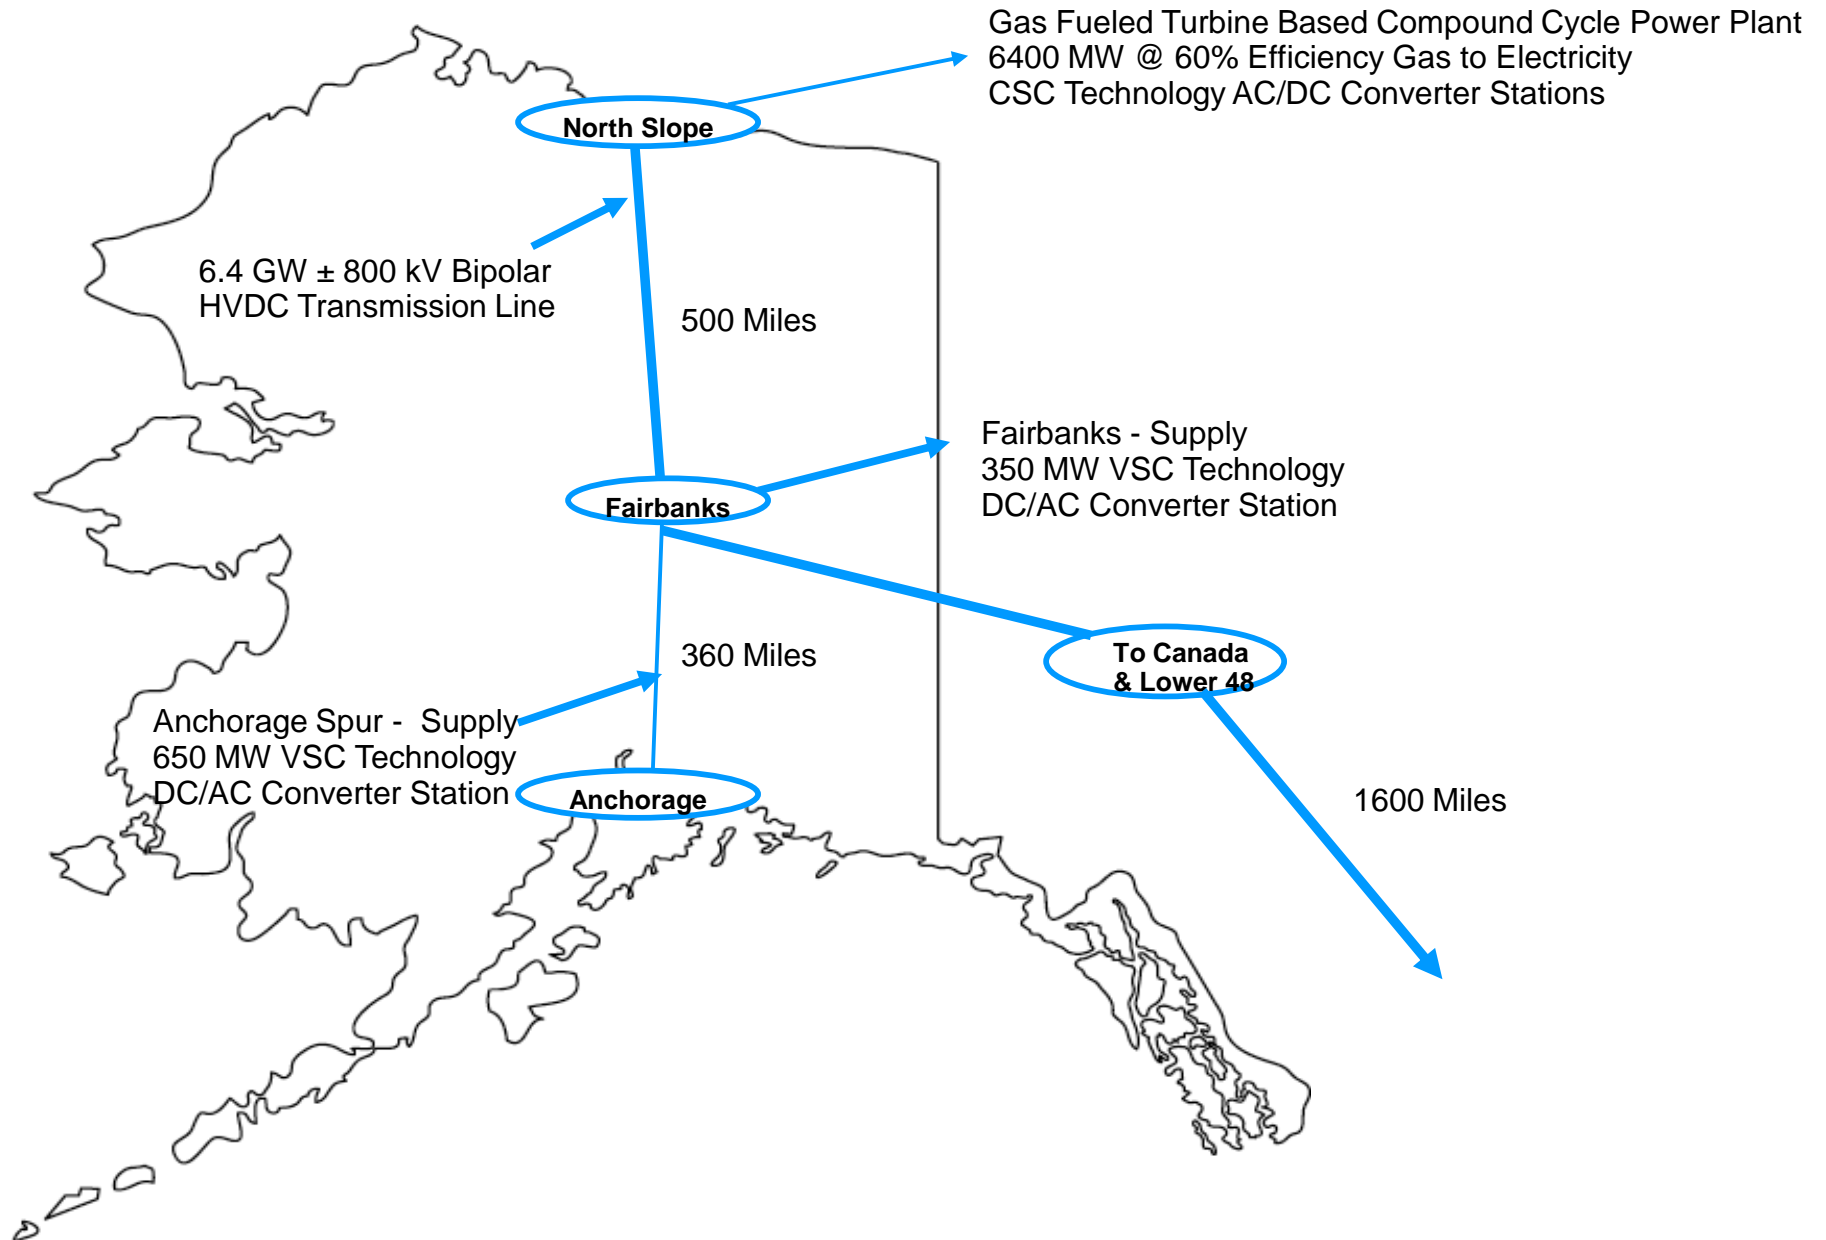 Gas Fueled Turbine Based Compound Cycle Power Plant
6400 MW @ 60% Efficiency Gas to Electricity
CSC Technology AC/DC Converter Stations
North Slope
6.4 GW ± 800 kV Bipolar
HVDC Transmission Line
500 Miles
Fairbanks - Supply
350 MW VSC Technology
DC/AC Converter Station
Fairbanks
360 Miles
To Canada
& Lower 48
Anchorage Spur - Supply
650 MW VSC Technology
DC/AC Converter Station
Anchorage
1600 Miles